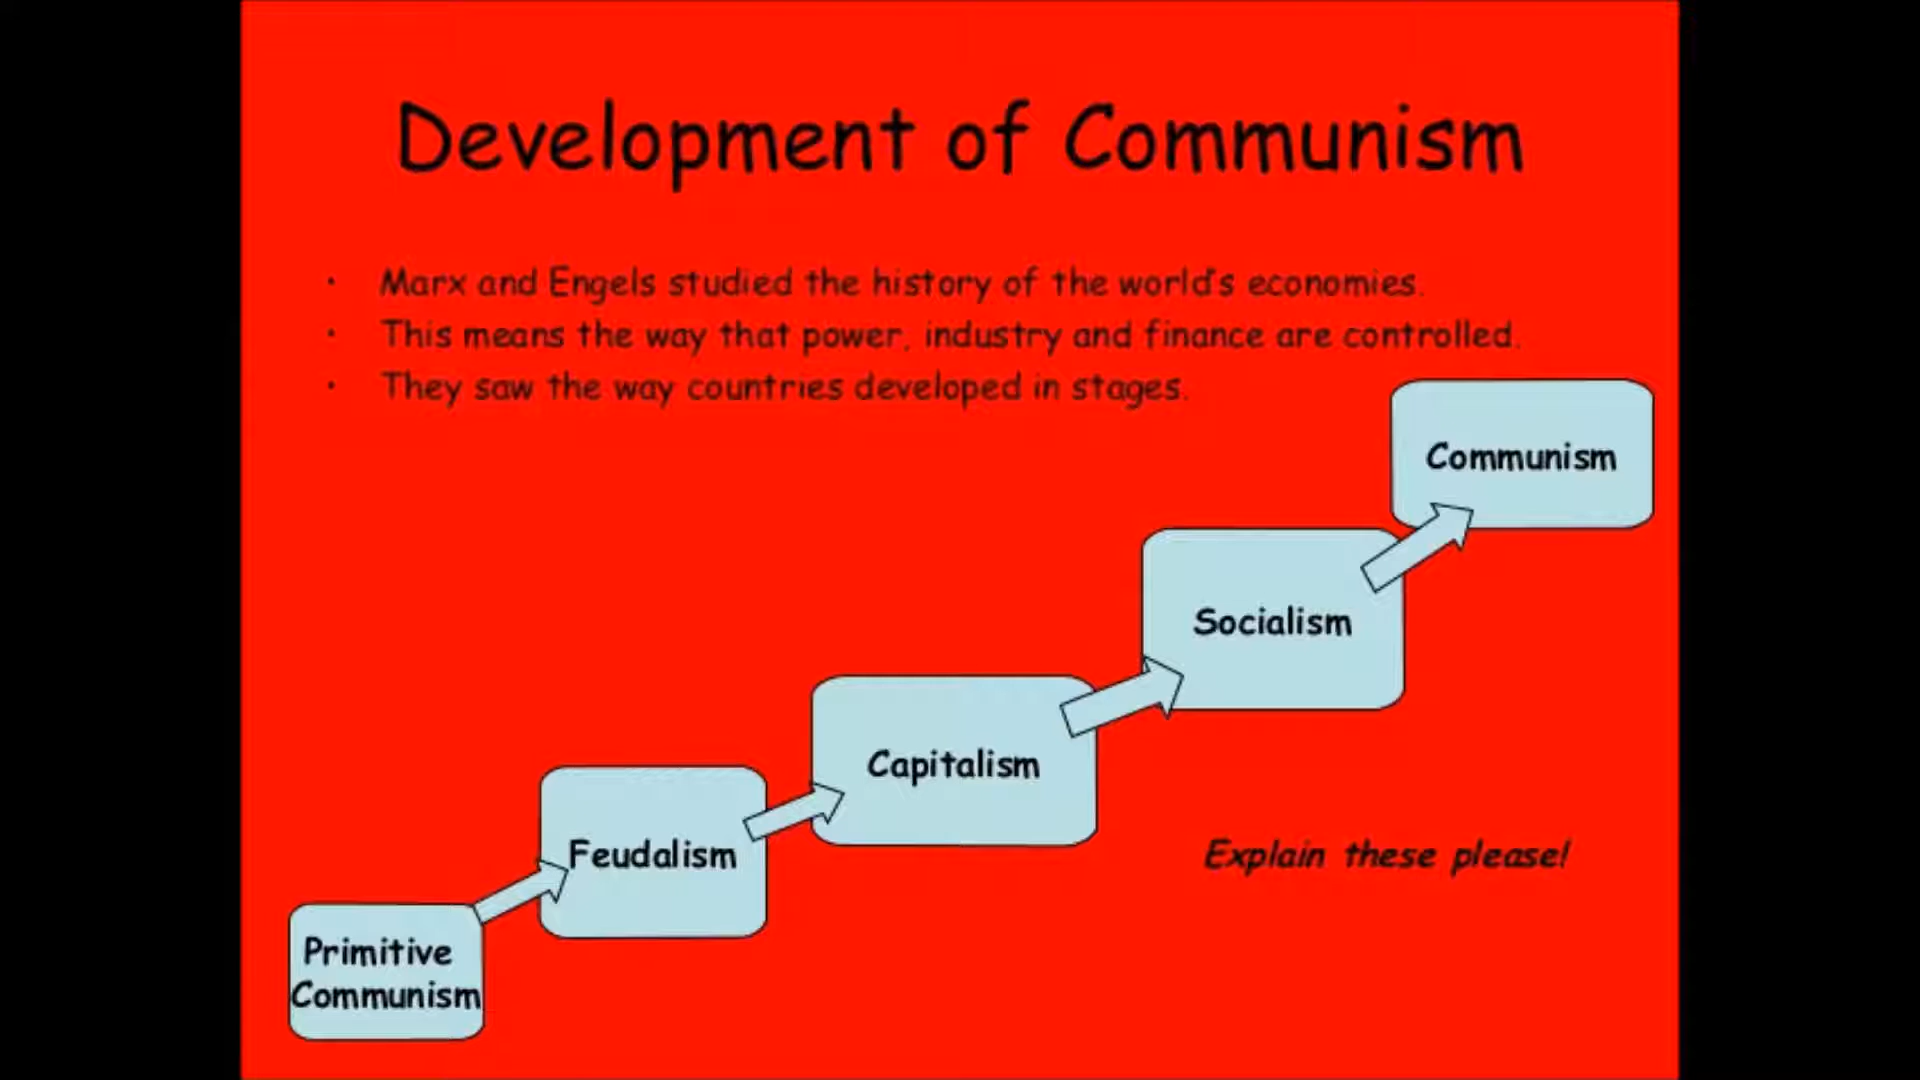 Development of Communism
• Marx and Engels studied the history of the world's economies.
• This means the way that power, industry and finance are controlled.
• They saw the way countries developed in stages.
Communism
Socialism
Capitalism
Feudalism
Explain these please!
Primitive
Communism